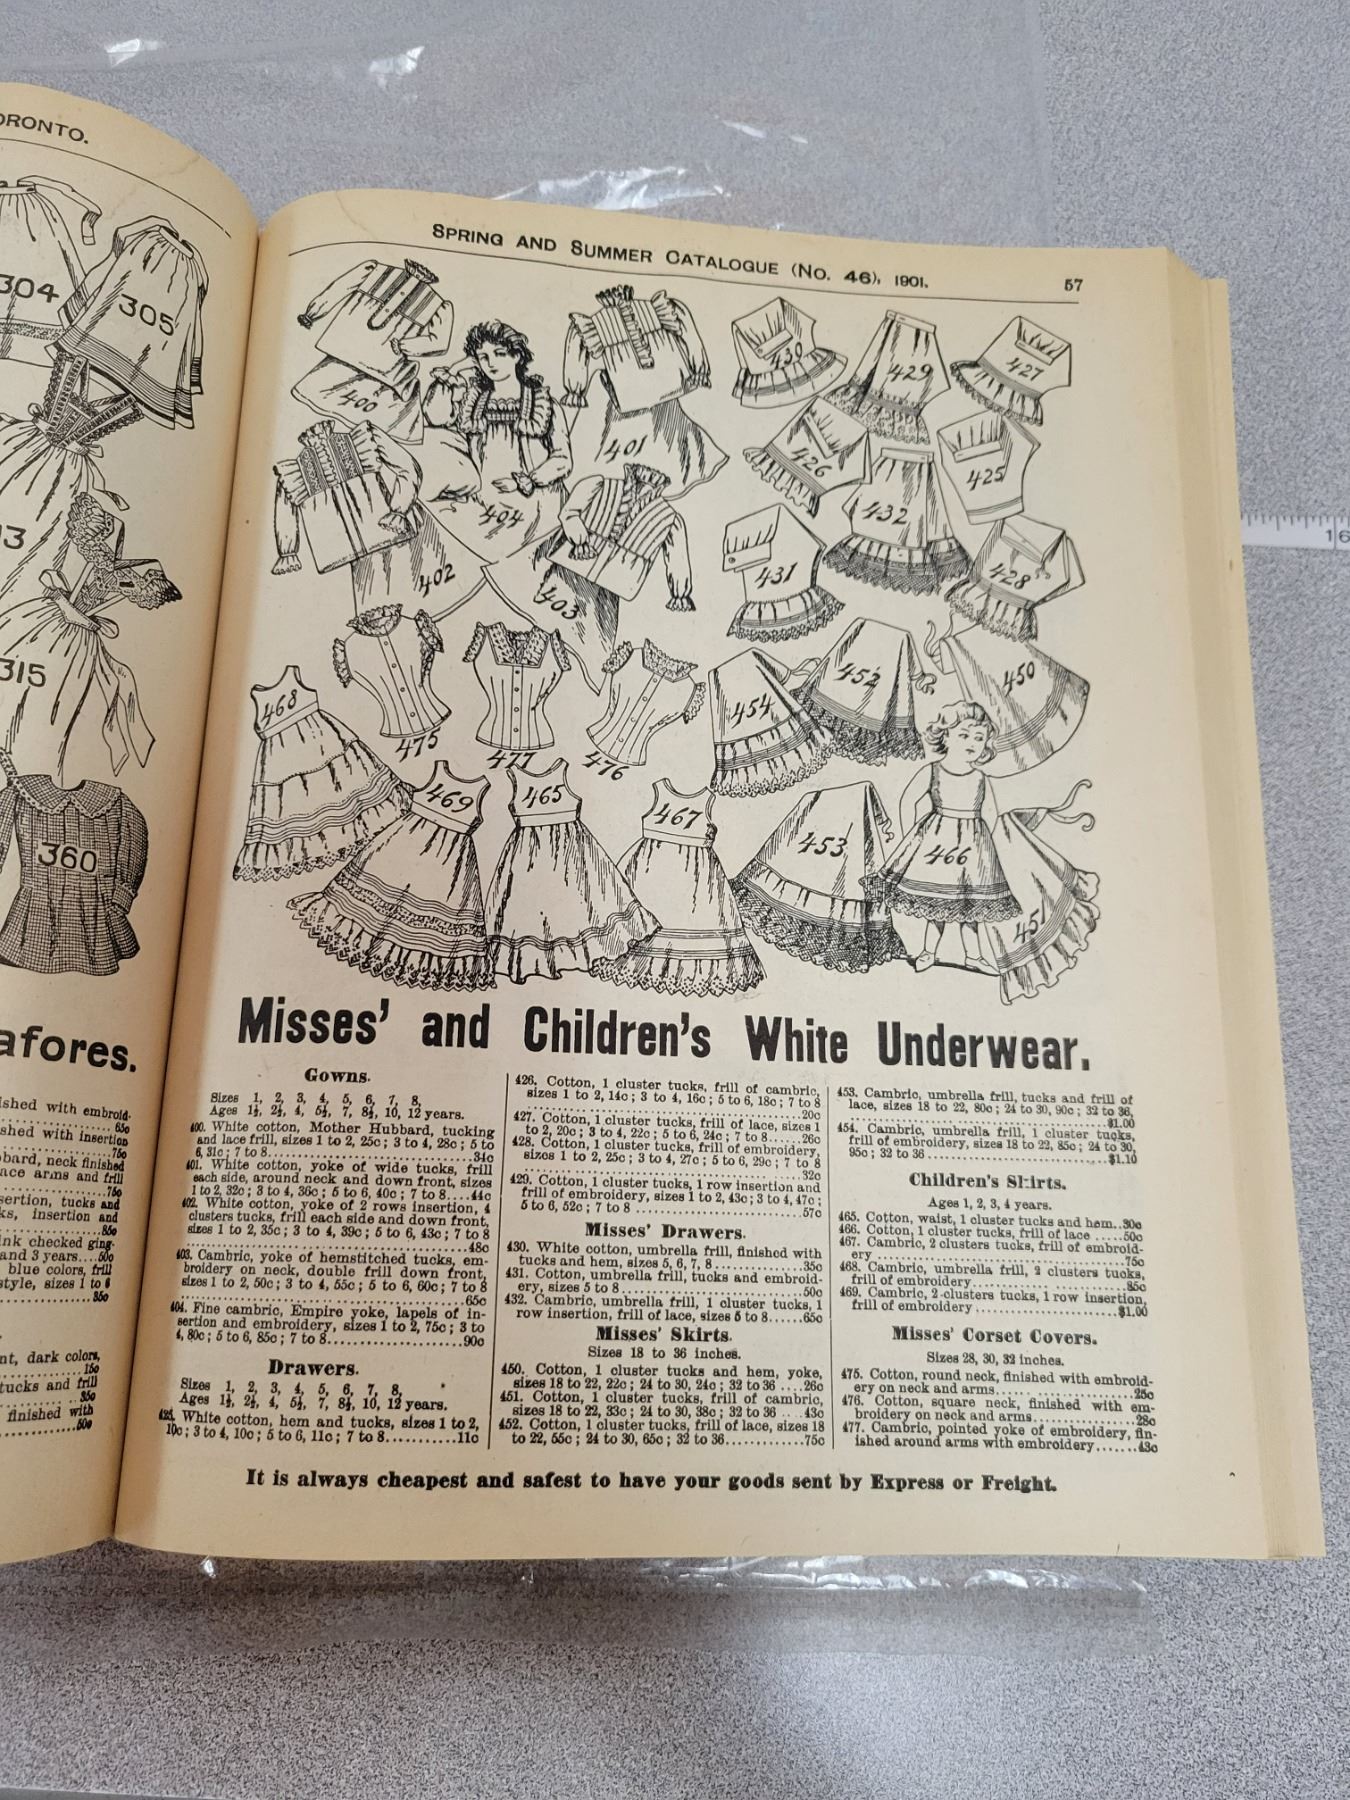 ORONTO.
304
305
13
315
360
afores.
ished with embroid-
65c
shed with insertion
75c
bard, neck finished
ace arms and frill
75c
sertion, tucks and
ks, insertion and
85c
ink checked ging-
and 3 years....50c
blue colors, frill
style, sizes 1 to 6
85c
nt, dark colors,
15c
tucks and frill
35c
finished with
50c
SPRING AND SUMMER CATALOGUE (NO. 46), 1901.
57
400
401
404
402
403
430
429
427
426
425
432
431
428
468
475
477
476
454
452
450
469
465
467
453
466
451
Misses' and Children's White Underwear.
Gowns.
Sizes 1, 2, 3, 4, 5, 6, 7, 8,
Ages 1½, 2½, 4, 5½, 7, 8½, 10, 12 years.
400. White cotton, Mother Hubbard, tucking
and lace frill, sizes 1 to 2, 25c; 3 to 4, 28c; 5 to
6, 31c; 7 to 8..........34c
401. White cotton, yoke of wide tucks, frill
each side, around neck and down front, sizes
1 to 2, 32c; 3 to 4, 36c; 5 to 6, 40c; 7 to 8....44c
402. White cotton, yoke of 2 rows insertion, 4
clusters tucks, frill each side and down front,
sizes 1 to 2, 35c; 3 to 4, 39c; 5 to 6, 43c; 7 to 8
..........48c
403. Cambric, yoke of hemstitched tucks, em-
broidery on neck, double frill down front,
sizes 1 to 2, 50c; 3 to 4, 55c; 5 to 6, 60c; 7 to 8
..........65c
404. Fine cambric, Empire yoke, lapels of in-
sertion and embroidery, sizes 1 to 2, 75c; 3 to
4, 80c; 5 to 6, 85c; 7 to 8..........90c
Drawers.
Sizes 1, 2, 3, 4, 5, 6, 7, 8,
Ages 1½, 2½, 4, 5½, 7, 8½, 10, 12 years.
425. White cotton, hem and tucks, sizes 1 to 2,
10c; 3 to 4, 10c; 5 to 6, 11c; 7 to 8..........11c
426. Cotton, 1 cluster tucks, frill of cambric,
sizes 1 to 2, 14c; 3 to 4, 16c; 5 to 6, 18c; 7 to 8
..........20c
427. Cotton, 1 cluster tucks, frill of lace, sizes 1
to 2, 20c; 3 to 4, 22c; 5 to 6, 24c; 7 to 8......26c
428. Cotton, 1 cluster tucks, frill of embroidery,
sizes 1 to 2, 25c; 3 to 4, 27c; 5 to 6, 29c; 7 to 8
..........32c
429. Cotton, 1 cluster tucks, 1 row insertion and
frill of embroidery, sizes 1 to 2, 43c; 3 to 4, 47c;
5 to 6, 52c; 7 to 8..........57c
Misses' Drawers.
430. White cotton, umbrella frill, finished with
tucks and hem, sizes 5, 6, 7, 8..........35c
431. Cotton, umbrella frill, tucks and embroid-
ery, sizes 5 to 8..........50c
432. Cambric, umbrella frill, 1 cluster tucks, 1
row insertion, frill of lace, sizes 5 to 8......65c
Misses' Skirts.
Sizes 18 to 36 inches.
450. Cotton, 1 cluster tucks and hem, yoke,
sizes 18 to 22, 22c; 24 to 30, 24c; 32 to 36....26c
451. Cotton, 1 cluster tucks, frill of cambric,
sizes 18 to 22, 33c; 24 to 30, 38c; 32 to 36....43c
452. Cotton, 1 cluster tucks, frill of lace, sizes 18
to 22, 55c; 24 to 30, 65c; 32 to 36..........75c
453. Cambric, umbrella frill, tucks and frill of
lace, sizes 18 to 22, 80c; 24 to 30, 90c; 32 to 36,
..........$1.00
454. Cambric, umbrella frill, 1 cluster tucks,
frill of embroidery, sizes 18 to 22, 85c; 24 to 30,
95c; 32 to 36..........$1.10
Children's Skirts.
Ages 1, 2, 3, 4 years.
465. Cotton, waist, 1 cluster tucks and hem..30c
466. Cotton, 1 cluster tucks, frill of lace.....50c
467. Cambric, 2 clusters tucks, frill of embroid-
ery..........75c
468. Cambric, umbrella frill, 2 clusters tucks,
frill of embroidery..........85c
469. Cambric, 2 clusters tucks, 1 row insertion,
frill of embroidery..........$1.00
Misses' Corset Covers.
Sizes 28, 30, 32 inches.
475. Cotton, round neck, finished with embroid-
ery on neck and arms..........25c
476. Cotton, square neck, finished with em-
broidery on neck and arms..........28c
477. Cambric, pointed yoke of embroidery, fin-
ished around arms with embroidery.......43c
It is always cheapest and safest to have your goods sent by Express or Freight.